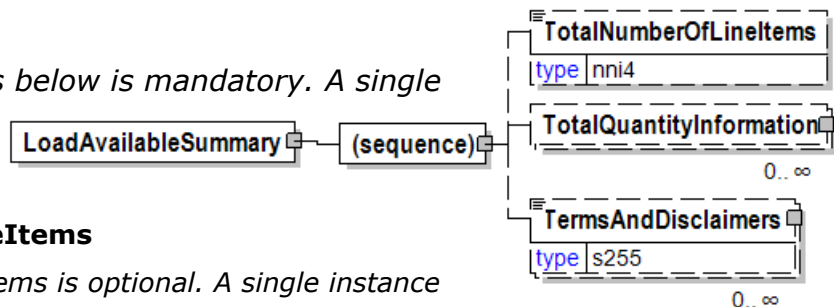 s below is mandatory. A single
eItems
ems is optional. A single instance
LoadAvailableSummary
(sequence)
TotalNumberOfLineItems
type nni4
TotalQuantityInformation
0.. ∞
TermsAndDisclaimers
type s255
0.. ∞